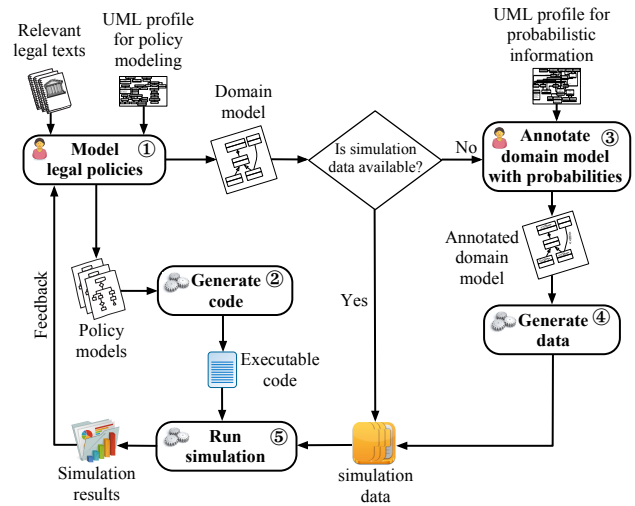 Relevant
legal texts
UML profile
for policy
modeling
UML profile for
probabilistic
information
Domain
model
Model ①
legal policies
Is simulation
data available?
No
Annotate ③
domain model
with probabilities
Annotated
domain model
Feedback
Policy
models
Generate ②
code
Yes
Generate ④
data
Executable
code
Run ⑤
simulation
Simulation
results
simulation
data